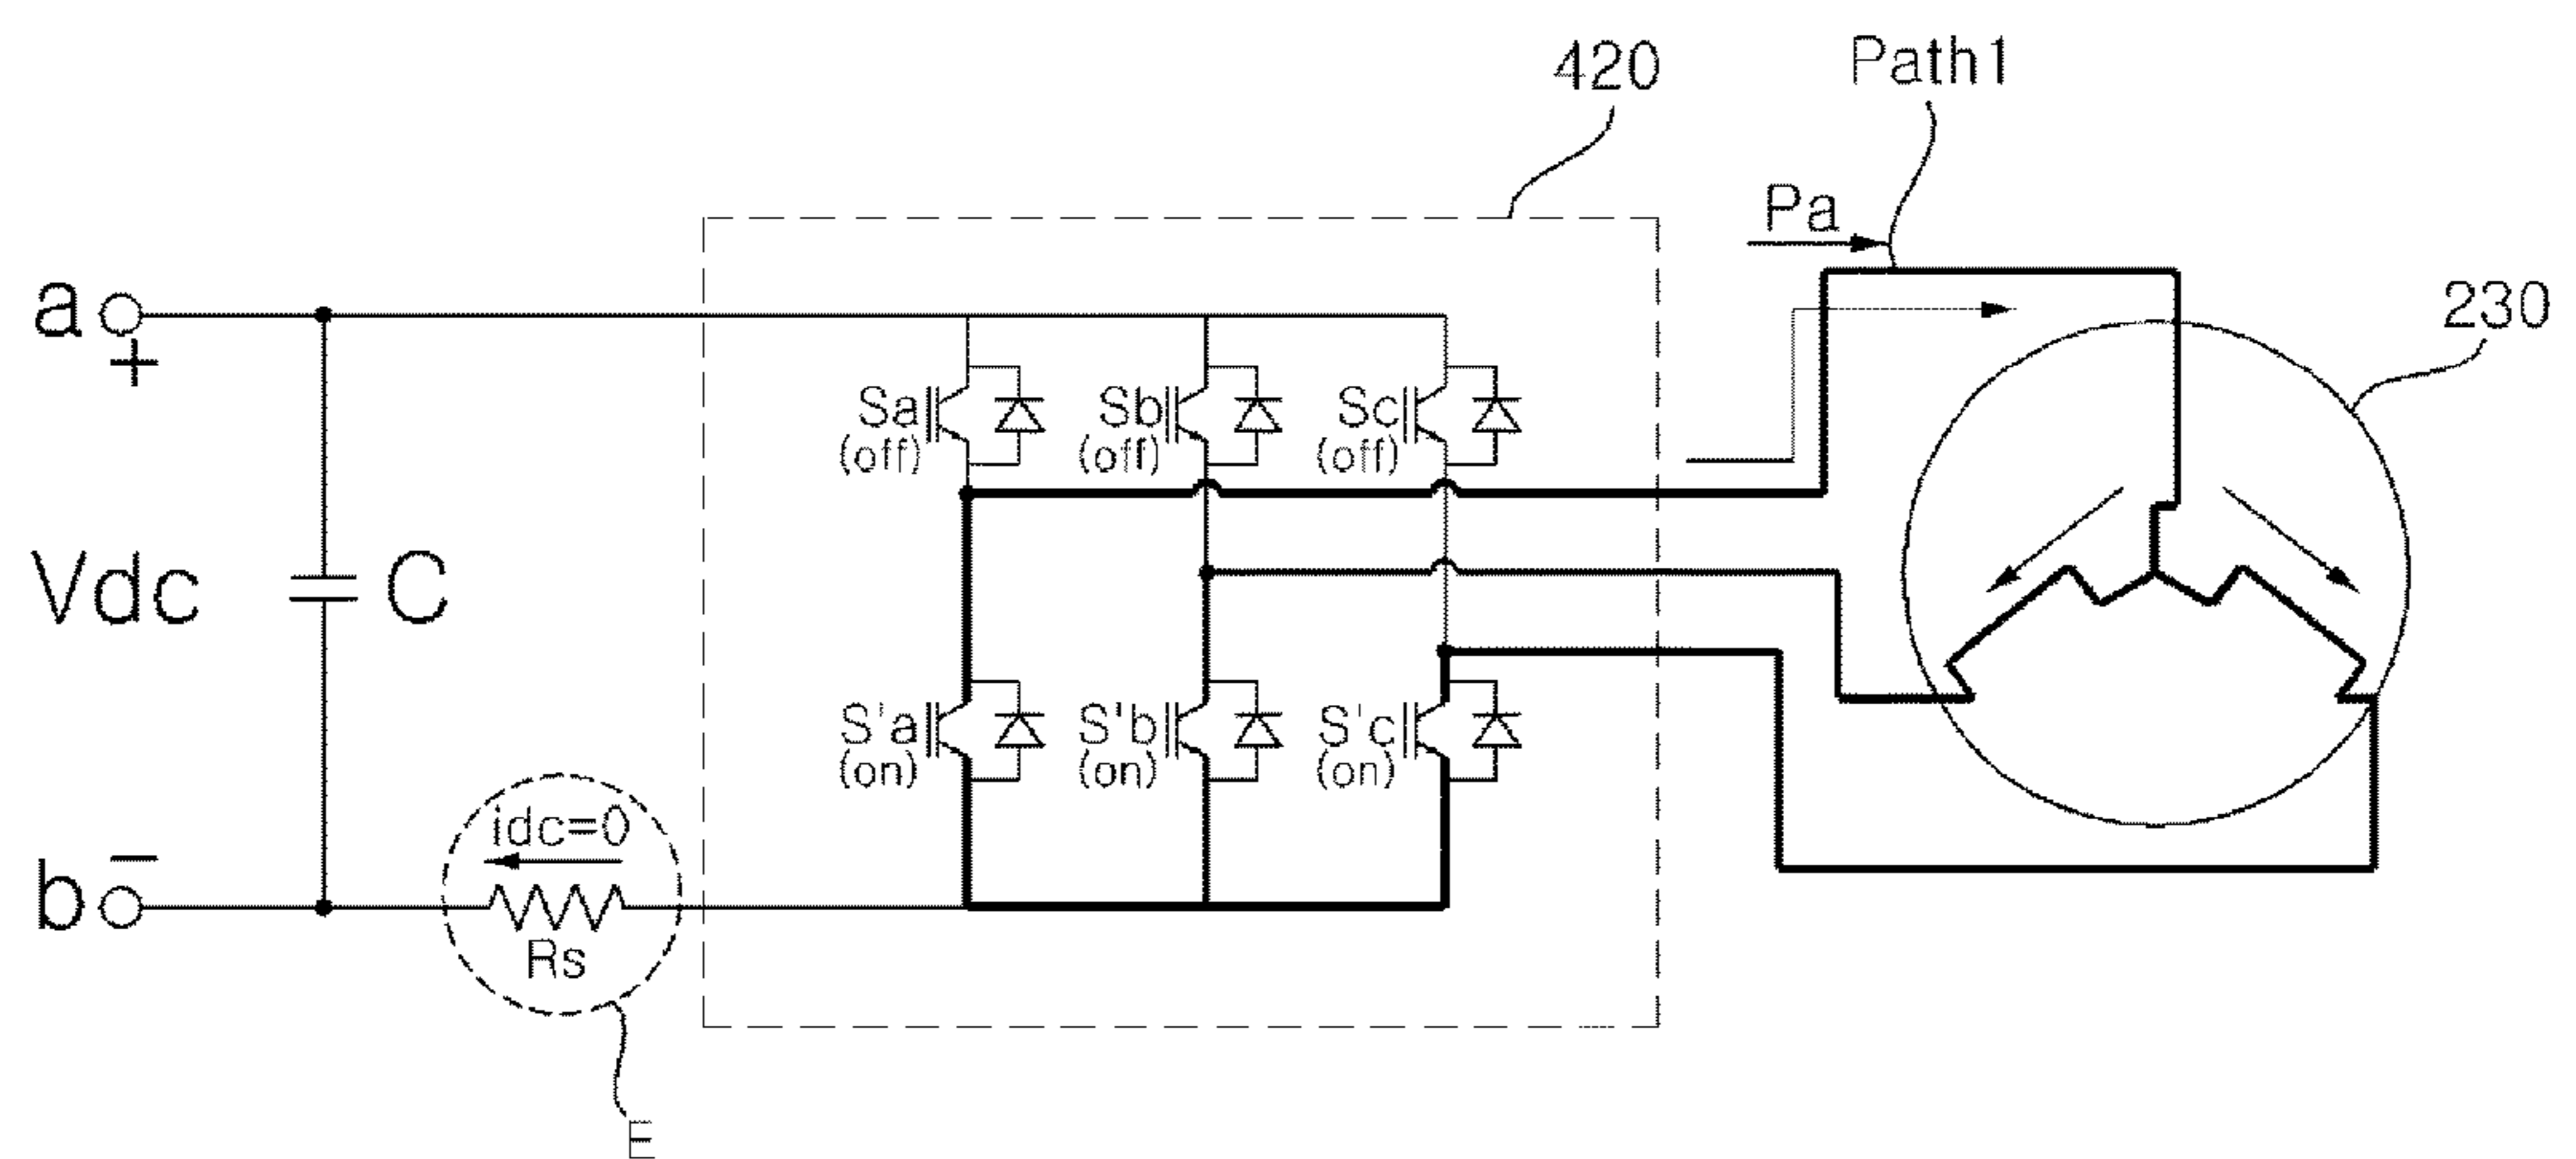 420
Path1
Pa
230
a
+
Sa
(off)
Sb
(off)
Sc
(off)
Vdc
C
S'a
(on)
S'b
(on)
S'c
(on)
idc=0
b
−
Rs
E